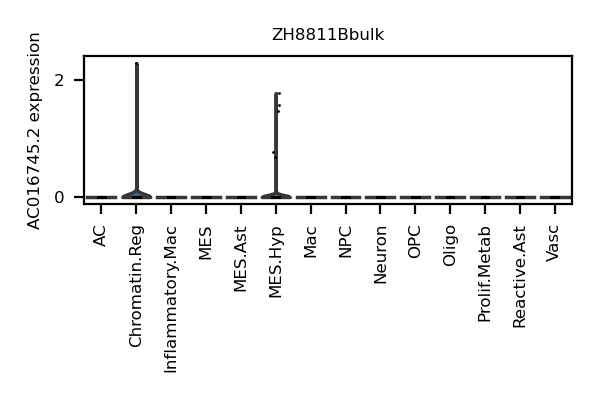 ZH8811Bbulk
AC016745.2 expression
2
0
AC
Chromatin.Reg
Inflammatory.Mac
MES
MES.Ast
MES.Hyp
Mac
NPC
Neuron
OPC
Oligo
Prolif.Metab
Reactive.Ast
Vasc